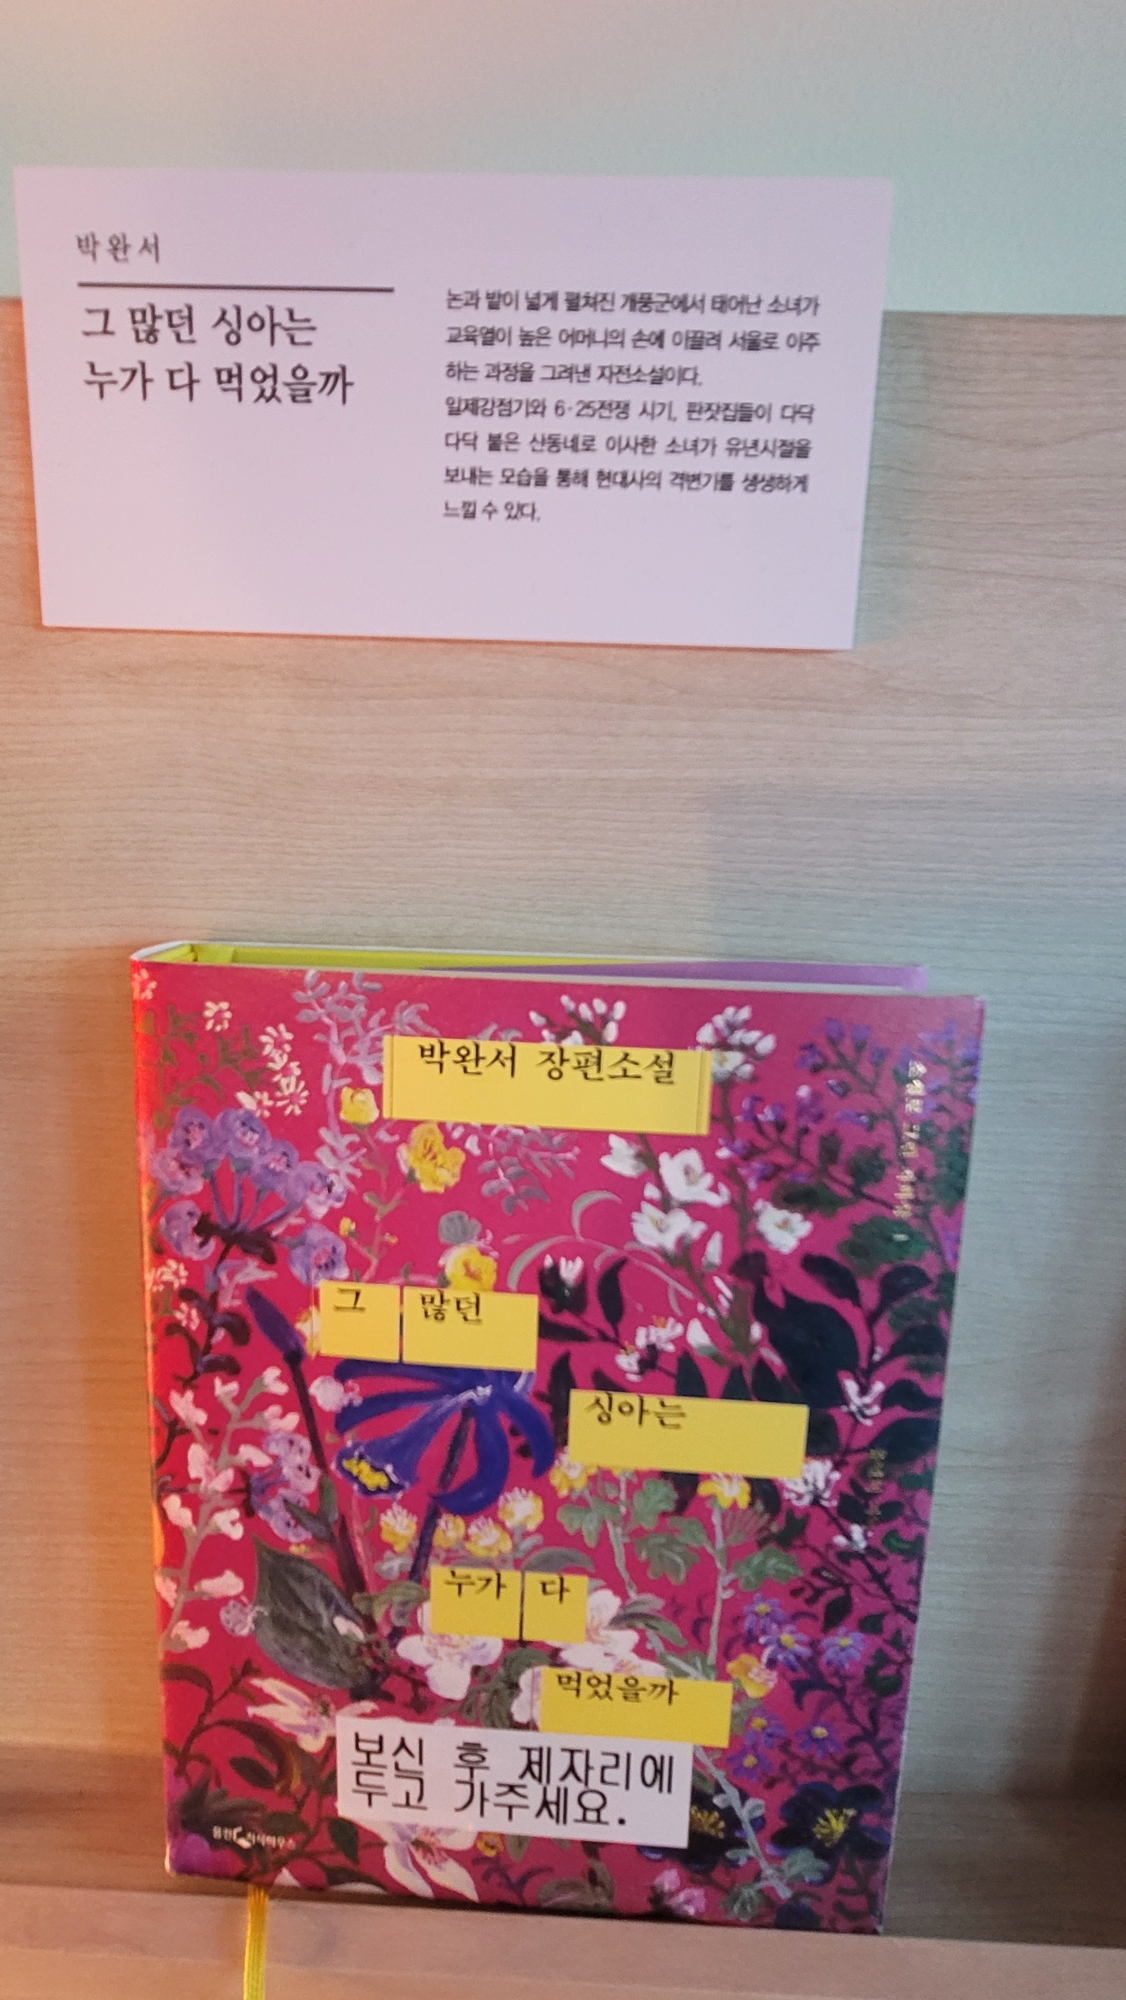 박완서
그 많던 싱아는
누가 다 먹었을까
논과 밭이 넓게 펼쳐진 개풍군에서 태어난 소녀가
교육열이 높은 어머니의 손에 이끌려 서울로 이주
하는 과정을 그려낸 자전소설이다.
일제강점기와 6·25전쟁 시기, 판잣집들이 다닥
다닥 붙은 산동네로 이사한 소녀가 유년시절을
보내는 모습을 통해 현대사의 격변기를 생생하게
느낄 수 있다.
박완서 장편소설
그 많던
싱아는
누가 다
먹었을까
보신 후 제자리에
두고 가주세요.
웅진지식하우스